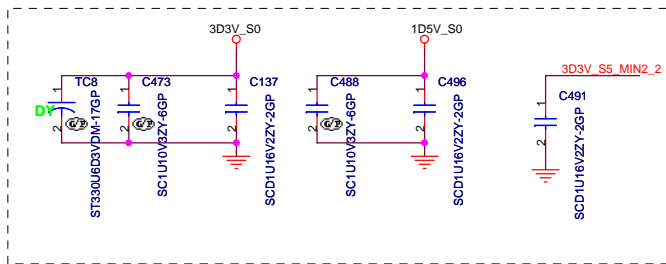 3D3V_S0
1D5V_S0
3D3V_S5_MIN2_2
1
TC8
1
C473
1
C137
1
C488
1
C496
1
C491
DY
2
G/P
2
G/P
2
2
G/P
2
2
ST330U6D3VDM-17GP
SC1U10V3ZY-6GP
SCD1U16V2ZY-2GP
SC1U10V3ZY-6GP
SCD1U16V2ZY-2GP
SCD1U16V2ZY-2GP